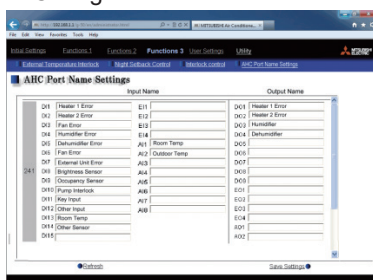 File Edit View Favorites Tools Help
Initial Settings Functions 1 Functions 2 Functions 3 User Settings Utility
MITSUBISHI ELECTRIC
External Temperature Interlock Night Setback Control Interlock control AHC Port Name Settings
AHC Port Name Settings
Input Name Output Name
241
DI1 Heater 1 Error EI1 DO1 Heater 1 Error
DI2 Heater 2 Error EI2 DO2 Heater 2 Error
DI3 Fan Error EI3 DO3 Humidifier
DI4 Humidifier Error EI4 DO4 Dehumidifier
DI5 Dehumidifier Error AI1 Room Temp DO5
DI6 Fan Error AI2 Outdoor Temp DO6
DI7 External Unit Error AI3 DO7
DI8 Brightness Sensor AI4 DO8
DI9 Occupancy Sensor AI5 DO9
DI10 Pump Interlock AI6 EO1
DI11 Key Input AI7 EO2
DI12 Other Input AI8 EO3
DI13 Room Temp EO4
DI14 Other Sensor AO1
DI15 AO2
Refresh Save Settings